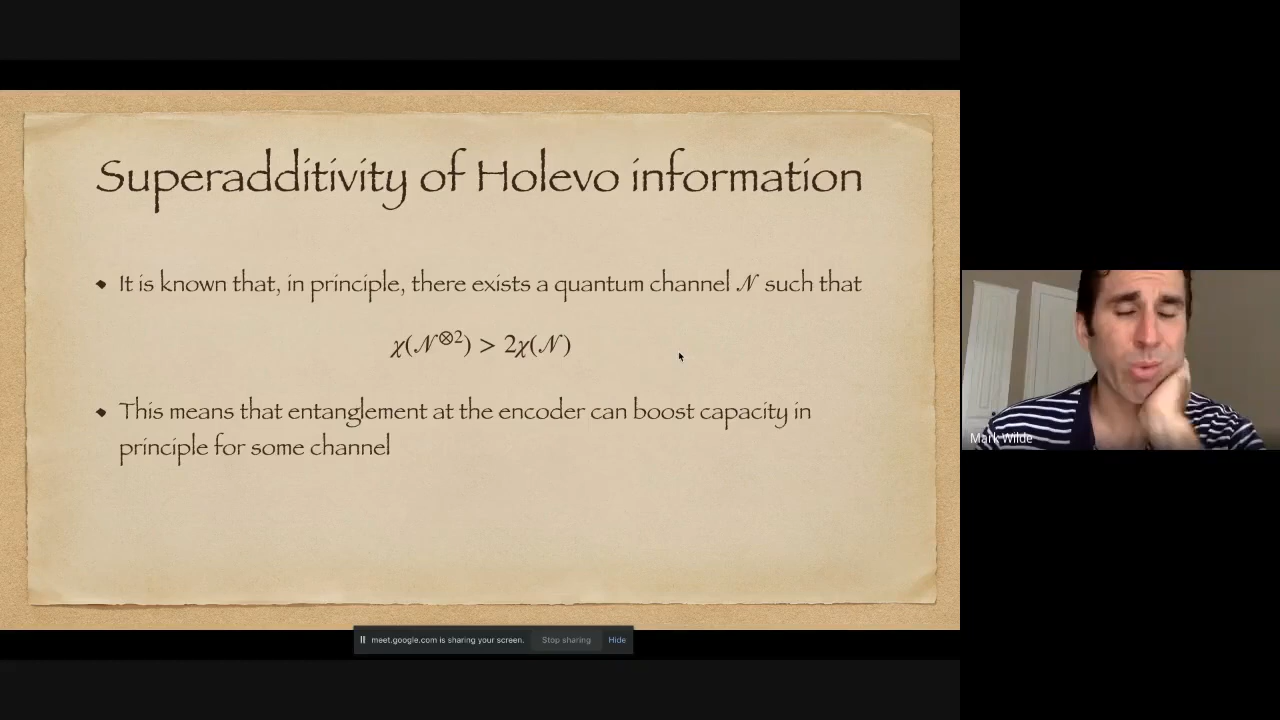 Superadditivity of Holevo information
• It is known that, in principle, there exists a quantum channel 𝒩 such that
χ(𝒩^⊗2) > 2χ(𝒩)
• This means that entanglement at the encoder can boost capacity in
principle for some channel
Mark Wilde
meet.google.com is sharing your screen. Stop sharing Hide